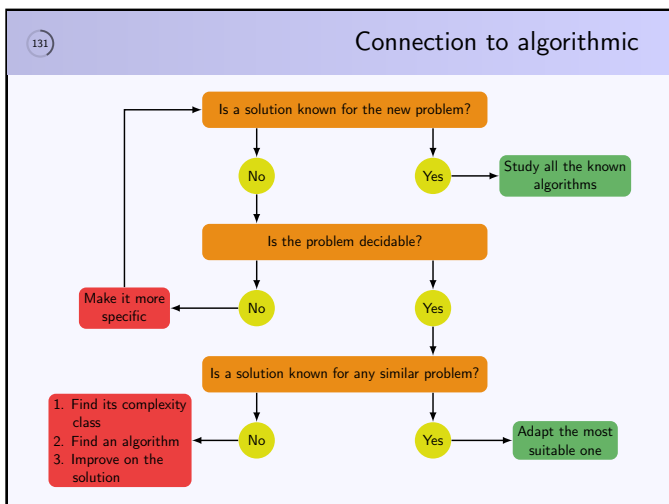 131
Connection to algorithmic
Is a solution known for the new problem?
No
Yes
Study all the known
algorithms
Is the problem decidable?
Make it more
specific
No
Yes
Is a solution known for any similar problem?
1. Find its complexity
class
2. Find an algorithm
3. Improve on the
solution
No
Yes
Adapt the most
suitable one